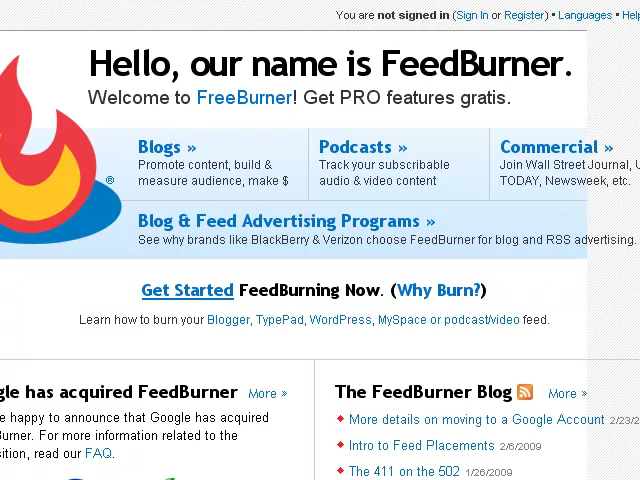 You are not signed in (Sign In or Register) • Languages • Help
Hello, our name is FeedBurner.
Welcome to FreeBurner! Get PRO features gratis.
Blogs »
Promote content, build &
measure audience, make $
Podcasts »
Track your subscribable
audio & video content
Commercial »
Join Wall Street Journal, U
TODAY, Newsweek, etc.
®
Blog & Feed Advertising Programs »
See why brands like BlackBerry & Verizon choose FeedBurner for blog and RSS advertising.
Get Started FeedBurning Now. (Why Burn?)
Learn how to burn your Blogger, TypePad, WordPress, MySpace or podcast/video feed.
gle has acquired FeedBurner More »
e happy to announce that Google has acquired
Burner. For more information related to the
sition, read our FAQ.
The FeedBurner Blog More »
More details on moving to a Google Account 2/23/2
Intro to Feed Placements 2/6/2009
The 411 on the 502 1/26/2009